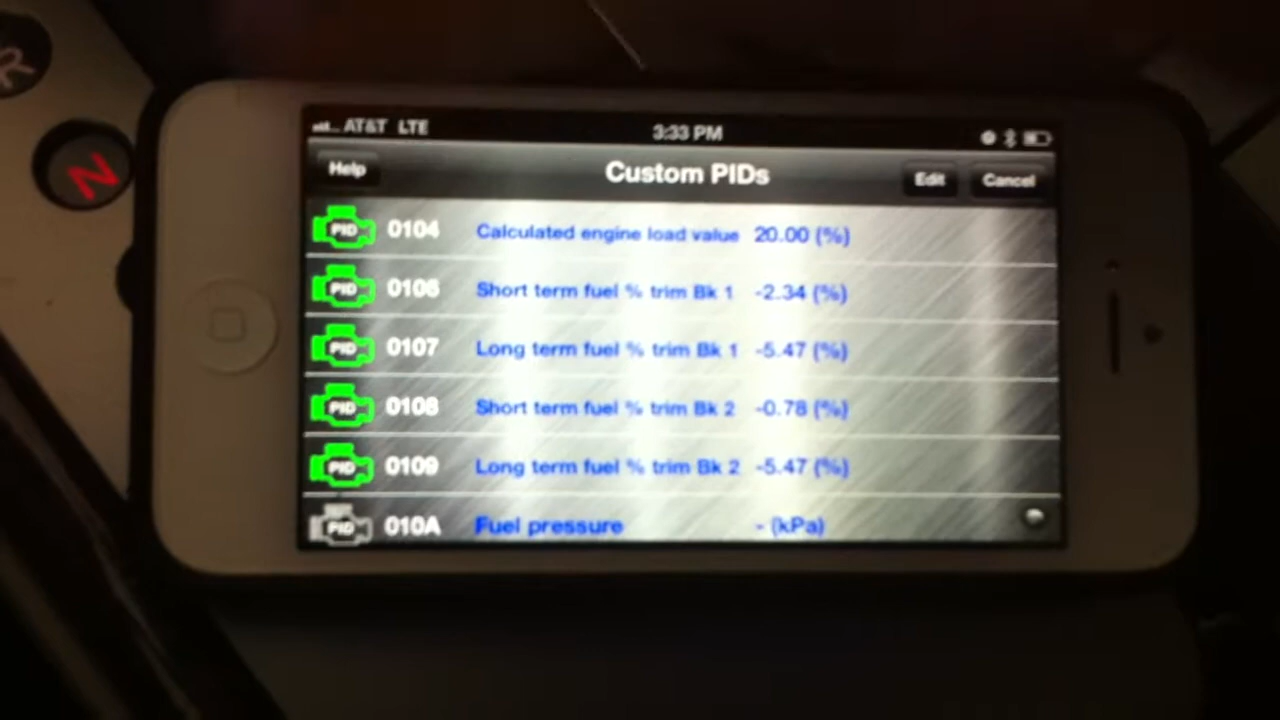 R
N
AT&T LTE 3:33 PM
Help Custom PIDs Edit Cancel
PID 0104 Calculated engine load value 20.00 (%)
PID 0106 Short term fuel % trim Bk 1 -2.34 (%)
PID 0107 Long term fuel % trim Bk 1 -5.47 (%)
PID 0108 Short term fuel % trim Bk 2 -0.78 (%)
PID 0109 Long term fuel % trim Bk 2 -5.47 (%)
PID 010A Fuel pressure - (kPa)